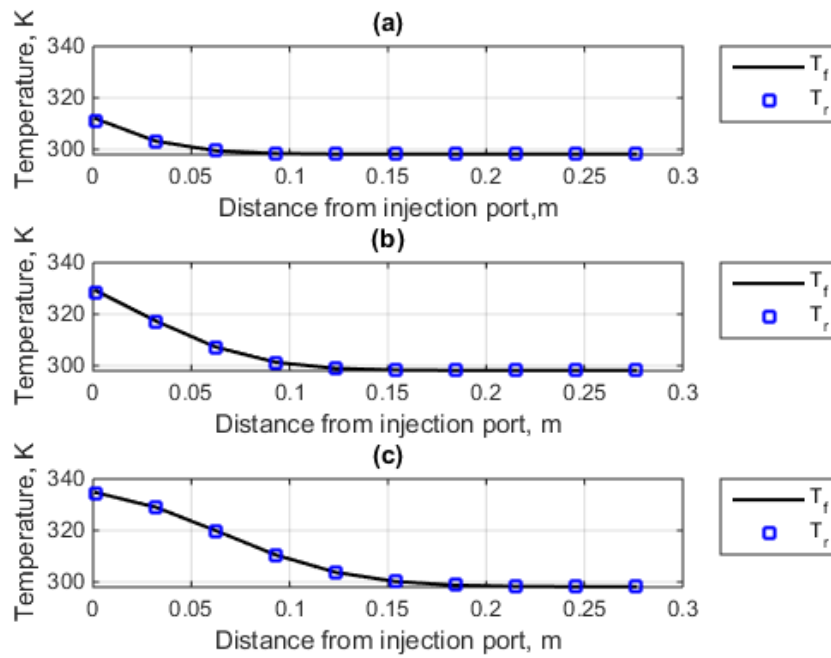 (a)
Temperature, K
340
320
300
0 0.05 0.1 0.15 0.2 0.25 0.3
Distance from injection port,m
T_f
T_r
(b)
Temperature, K
340
320
300
0 0.05 0.1 0.15 0.2 0.25 0.3
Distance from injection port, m
T_f
T_r
(c)
Temperature, K
340
320
300
0 0.05 0.1 0.15 0.2 0.25 0.3
Distance from injection port, m
T_f
T_r